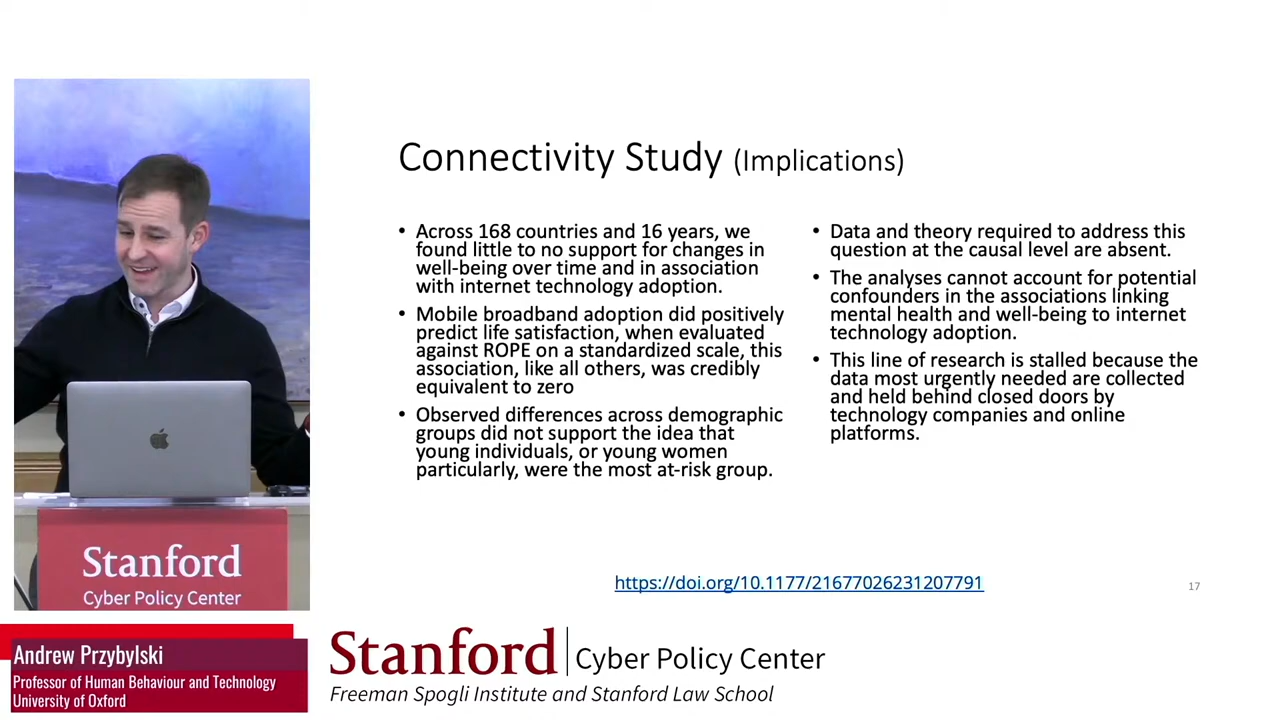 Connectivity Study (Implications)
• Across 168 countries and 16 years, we
found little to no support for changes in
well-being over time and in association
with internet technology adoption.
• Mobile broadband adoption did positively
predict life satisfaction, when evaluated
against ROPE on a standardized scale, this
association, like all others, was credibly
equivalent to zero
• Observed differences across demographic
groups did not support the idea that
young individuals, or young women
particularly, were the most at-risk group.
• Data and theory required to address this
question at the causal level are absent.
• The analyses cannot account for potential
confounders in the associations linking
mental health and well-being to internet
technology adoption.
• This line of research is stalled because the
data most urgently needed are collected
and held behind closed doors by
technology companies and online
platforms.
https://doi.org/10.1177/21677026231207791
17
Stanford
Cyber Policy Center
Andrew Przybylski
Professor of Human Behaviour and Technology
University of Oxford
Stanford | Cyber Policy Center
Freeman Spogli Institute and Stanford Law School